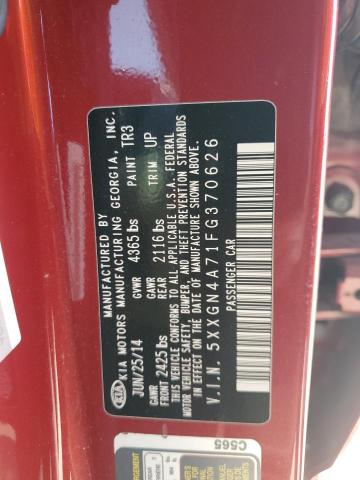 MANUFACTURED BY
KIA KIA MOTORS MANUFACTURING GEORGIA, INC.
JUN/25/14 GVWR 4365 lbs PAINT TR3
GAWR FRONT 2425 lbs GAWR REAR 2116 lbs TRIM UP
THIS VEHICLE CONFORMS TO ALL APPLICABLE U.S.A. FEDERAL
MOTOR VEHICLE SAFETY, BUMPER, AND THEFT PREVENTION STANDARDS
IN EFFECT ON THE DATE OF MANUFACTURE SHOWN ABOVE.
V.I.N. 5XXGN4A71FG370626
PASSENGER CAR
C565